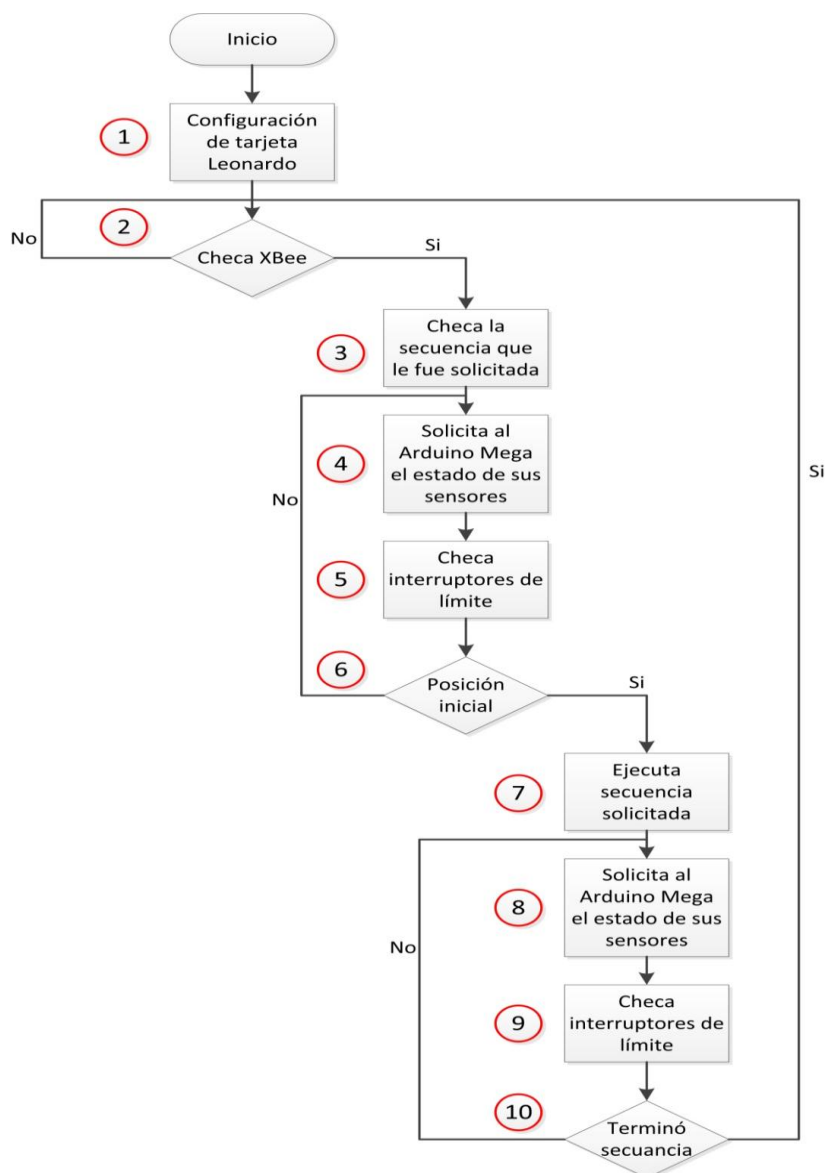 Inicio
1
Configuración
de tarjeta
Leonardo
2
No
Checa XBee
Si
3
Checa la
secuencia que
le fue solicitada
4
Solicita al
Arduino Mega
el estado de sus
sensores
No
Si
5
Checa
interruptores de
límite
6
Posición
inicial
Si
7
Ejecuta
secuencia
solicitada
8
Solicita al
Arduino Mega
el estado de sus
sensores
No
9
Checa
interruptores de
límite
10
Terminó
secuancia